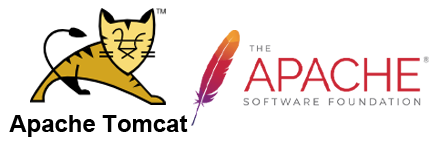 TM
Apache Tomcat
THE
APACHE®
SOFTWARE FOUNDATION